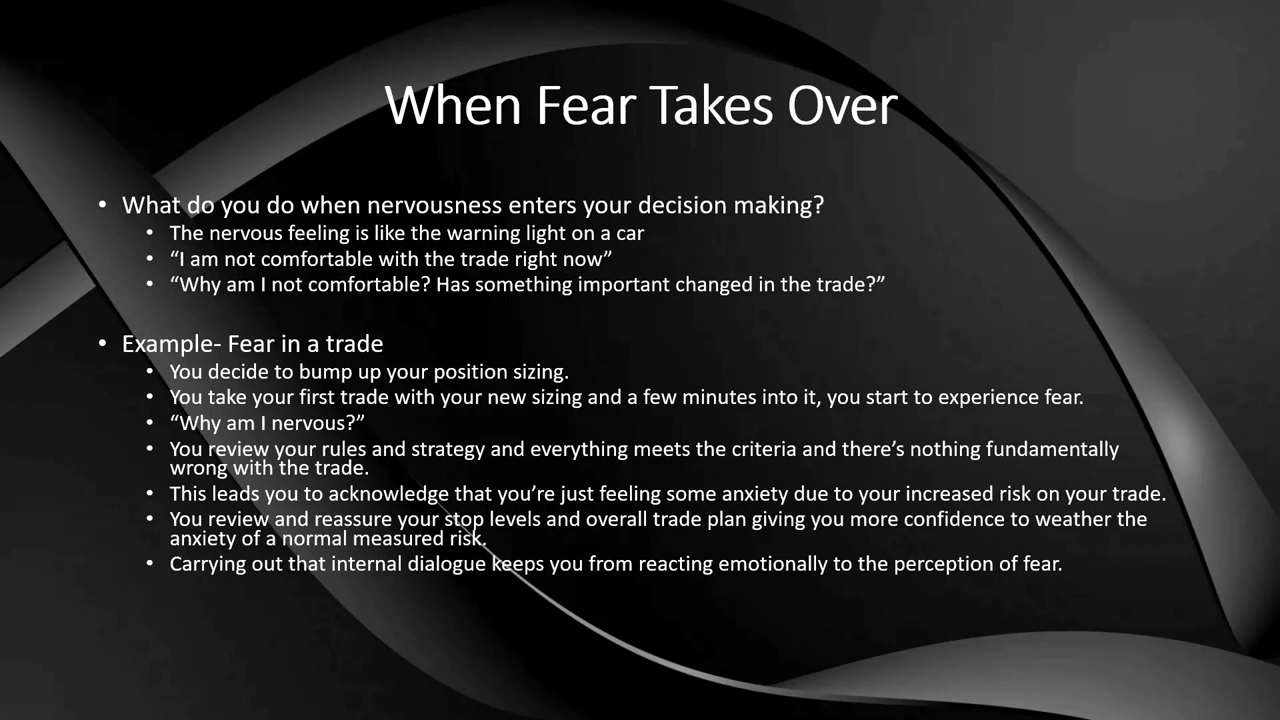 When Fear Takes Over
• What do you do when nervousness enters your decision making?
• The nervous feeling is like the warning light on a car
• “I am not comfortable with the trade right now”
• “Why am I not comfortable? Has something important changed in the trade?”
• Example- Fear in a trade
• You decide to bump up your position sizing.
• You take your first trade with your new sizing and a few minutes into it, you start to experience fear.
• “Why am I nervous?”
• You review your rules and strategy and everything meets the criteria and there’s nothing fundamentally
wrong with the trade.
• This leads you to acknowledge that you’re just feeling some anxiety due to your increased risk on your trade.
• You review and reassure your stop levels and overall trade plan giving you more confidence to weather the
anxiety of a normal measured risk.
• Carrying out that internal dialogue keeps you from reacting emotionally to the perception of fear.